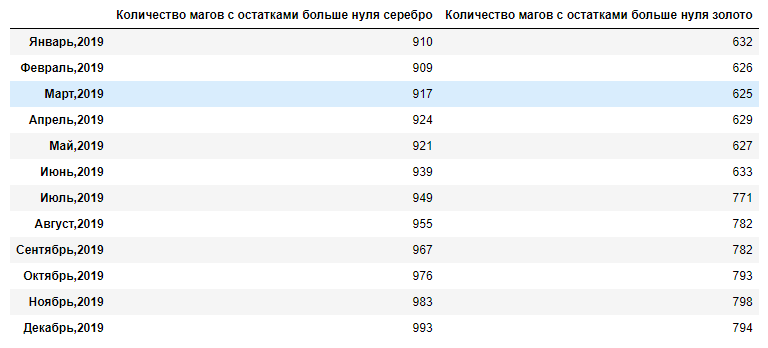 Количество магов с остатками больше нуля серебро Количество магов с остатками больше нуля золото
Январь,2019 910 632
Февраль,2019 909 626
Март,2019 917 625
Апрель,2019 924 629
Май,2019 921 627
Июнь,2019 939 633
Июль,2019 949 771
Август,2019 955 782
Сентябрь,2019 967 782
Октябрь,2019 976 793
Ноябрь,2019 983 798
Декабрь,2019 993 794